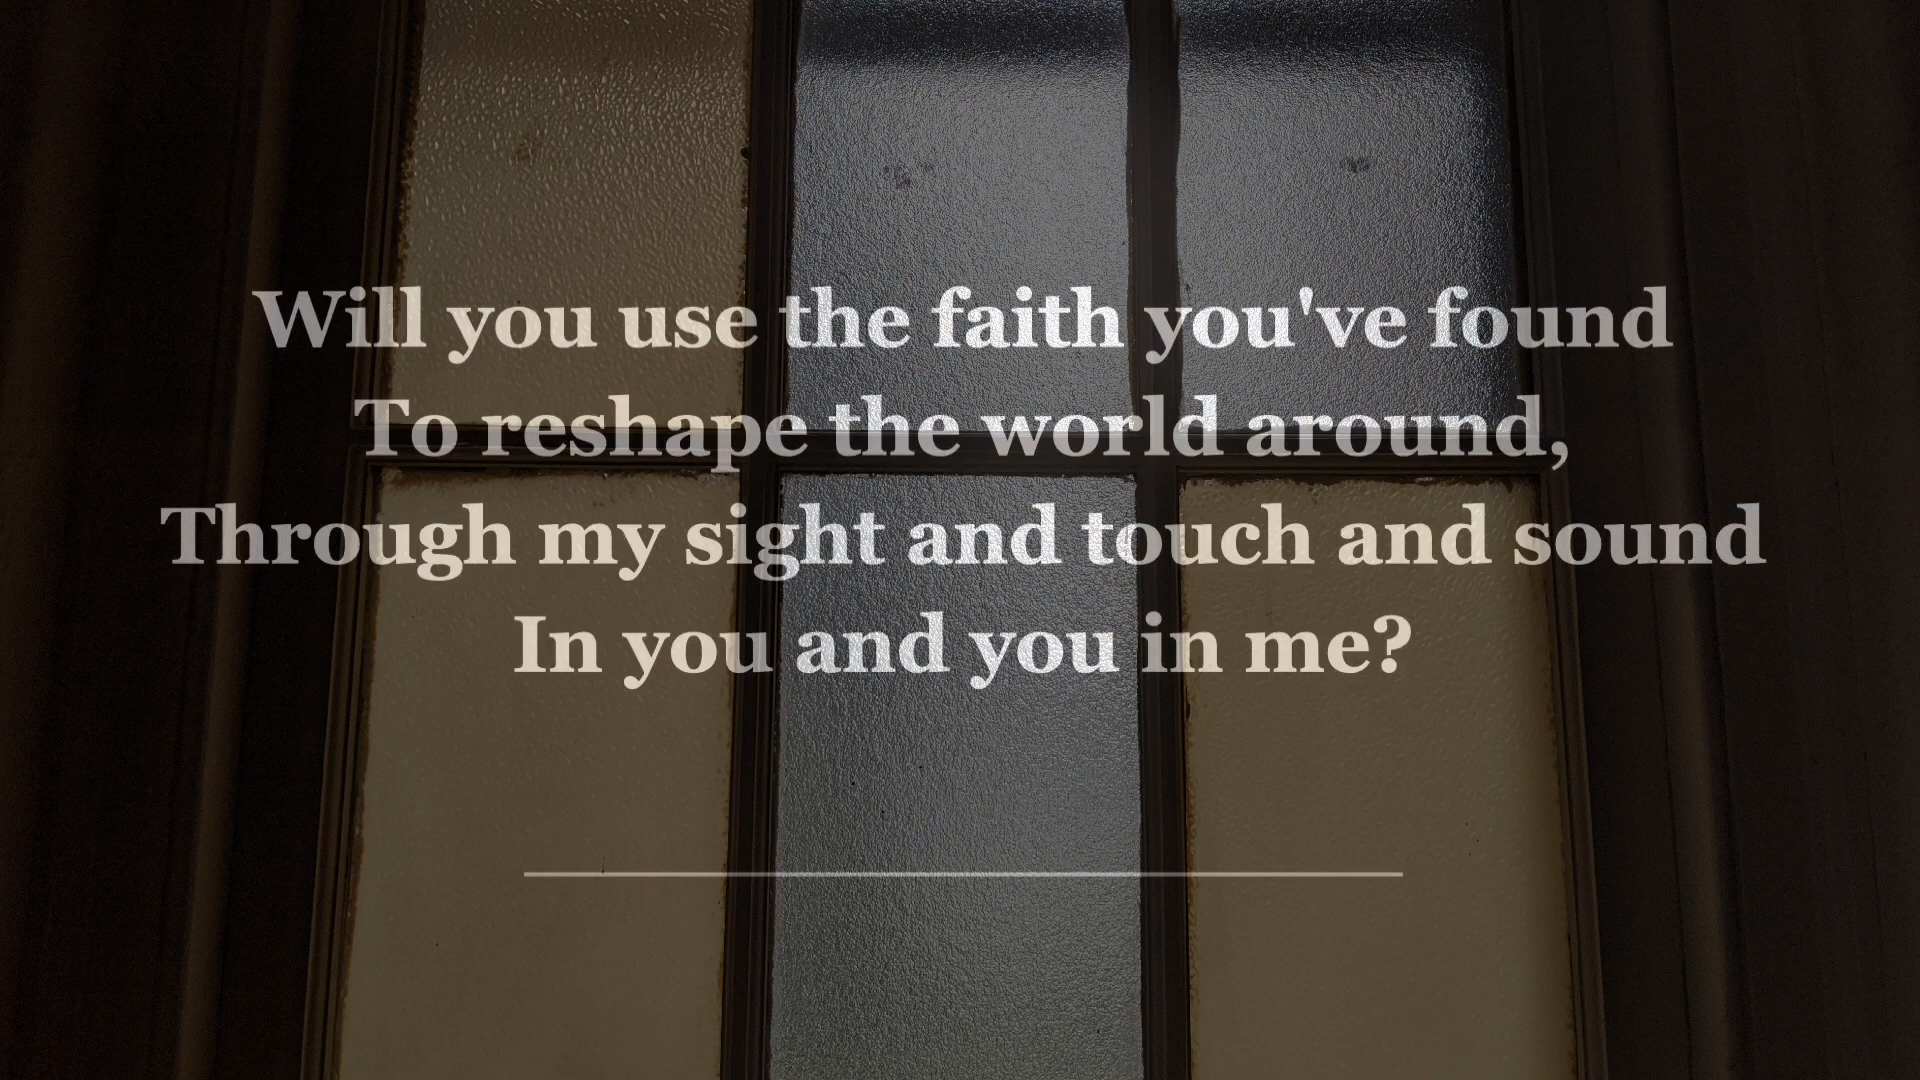 Will you use the faith you've found
To reshape the world around,
Through my sight and touch and sound
In you and you in me?